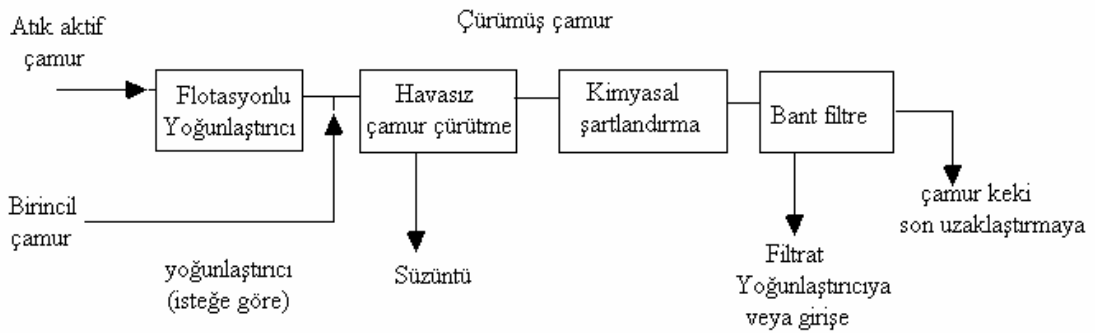 Çürümüş çamur
Atık aktif
çamur
Flotasyonlu
Yoğunlaştırıcı
Havasız
çamur çürütme
Kimyasal
şartlandırma
Bant filtre
Birincil
çamur
yoğunlaştırıcı
(isteğe göre)
Süzüntü
Filtrat
Yoğunlaştırıcıya
veya girişe
çamur keki
son uzaklaştırmaya